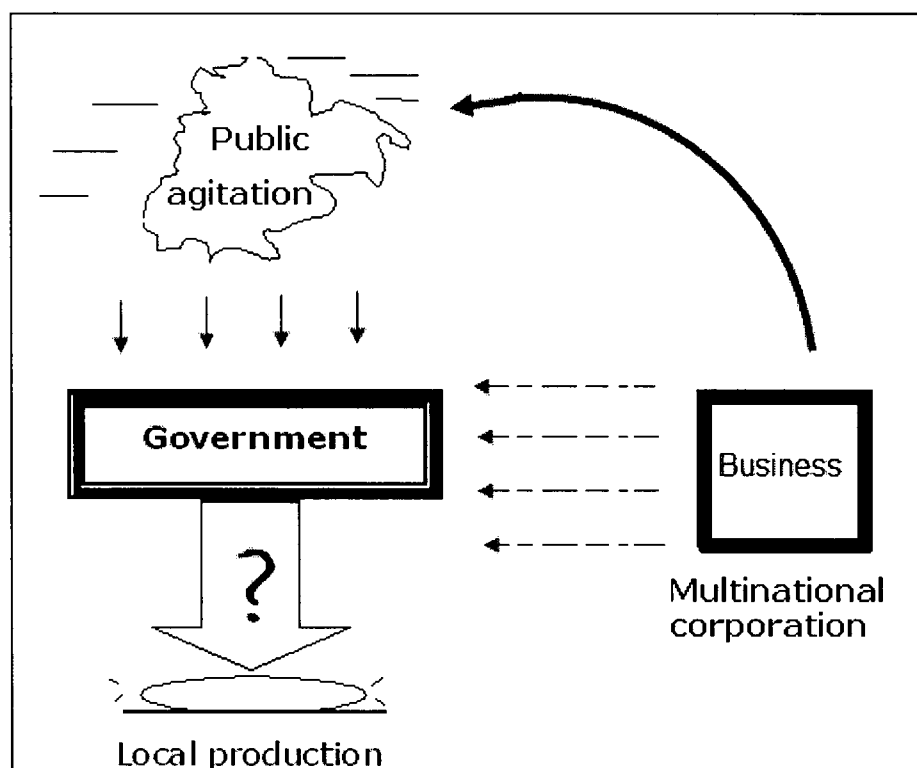 Public
agitation
Government
Business
?
Multinational
corporation
Local production